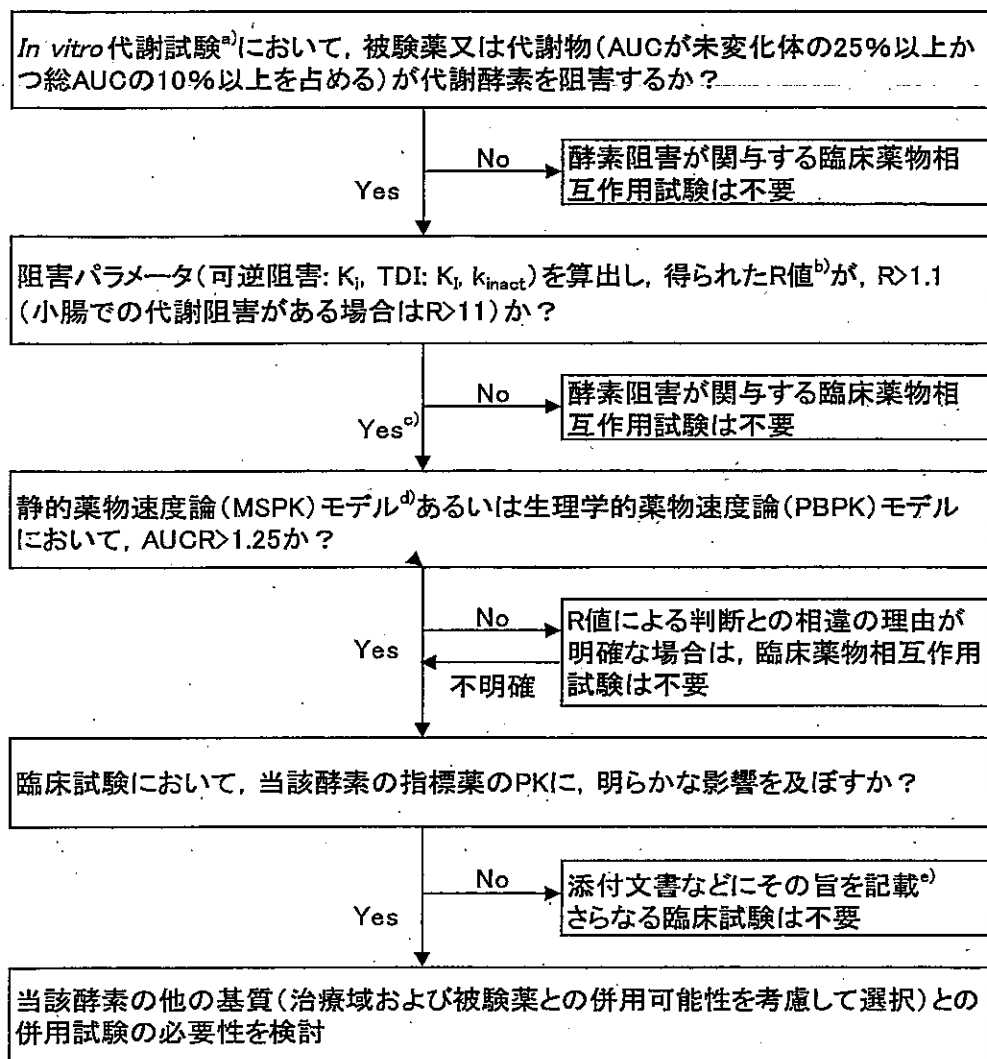 In vitro 代謝試験a)において，被験薬又は代謝物（AUCが未変化体の25％以上か
つ総AUCの10％以上を占める）が代謝酵素を阻害するか？
No
酵素阻害が関与する臨床薬物相
互作用試験は不要
Yes
阻害パラメータ（可逆阻害: Ki, TDI: KI, kinact）を算出し，得られたR値b)が，R>1.1
（小腸での代謝阻害がある場合はR>11）か？
No
酵素阻害が関与する臨床薬物相
互作用試験は不要
Yesc)
静的薬物速度論（MSPK）モデルd)あるいは生理学的薬物速度論（PBPK）モデル
において，AUCR>1.25か？
No
R値による判断との相違の理由が
明確な場合は，臨床薬物相互作用
試験は不要
Yes
不明確
臨床試験において，当該酵素の指標薬のPKに，明らかな影響を及ぼすか？
No
添付文書などにその旨を記載e)
さらなる臨床試験は不要
Yes
当該酵素の他の基質（治療域および被験薬との併用可能性を考慮して選択）との
併用試験の必要性を検討